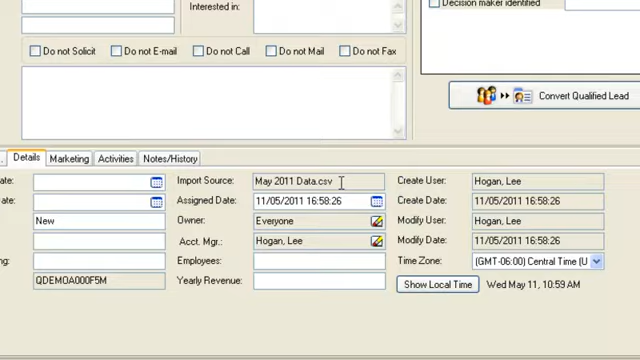 Decision maker identified
Interested in:
Do not Solicit Do not E-mail Do not Call Do not Mail Do not Fax
Convert Qualified Lead
Details Marketing Activities Notes/History
ate: Import Source: May 2011 Data.csv Create User: Hogan, Lee
ate: Assigned Date: 11/05/2011 16:58:26 Create Date: 11/05/2011 16:58:26
New Owner: Everyone Modify User: Hogan, Lee
Acct. Mgr.: Hogan, Lee Modify Date: 11/05/2011 16:58:26
ng: Employees: Time Zone: (GMT-06:00) Central Time (U
QDEMOA000F5M Yearly Revenue: Show Local Time Wed May 11, 10:59 AM